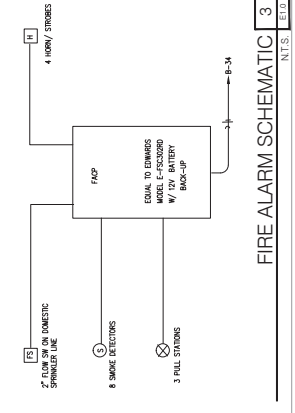 FS
2" FLOW SW ON DOMESTIC
SPRINKLER LINE
H
4 HORN/ STROBES
FACP
EQUAL TO EDWARDS
MODEL E-FSC302RD
W/ 12V BATTERY
BACK-UP
S
8 SMOKE DETECTORS
3 PULL STATIONS
B-34
FIRE ALARM SCHEMATIC
3
E1.0
N.T.S.